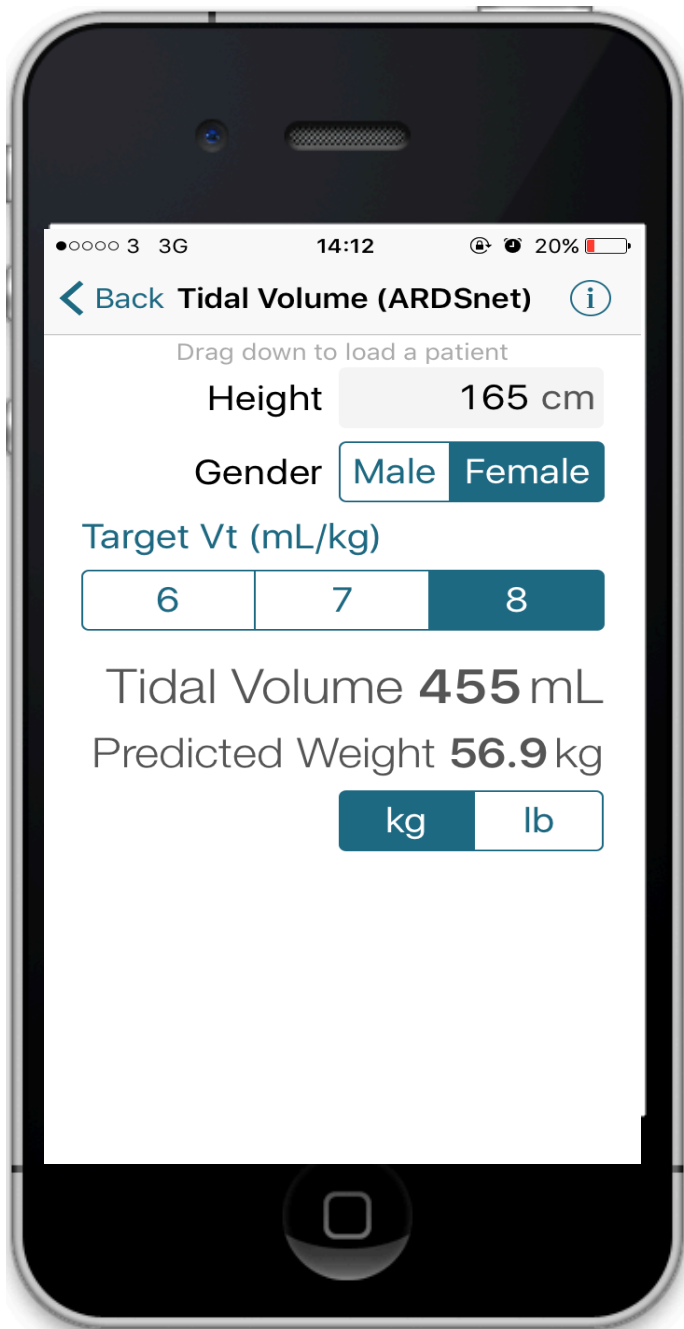 3 3G 14:12 20%
Back Tidal Volume (ARDSnet) i
Drag down to load a patient
Height 165 cm
Gender Male Female
Target Vt (mL/kg)
6 7 8
Tidal Volume 455 mL
Predicted Weight 56.9 kg
kg lb